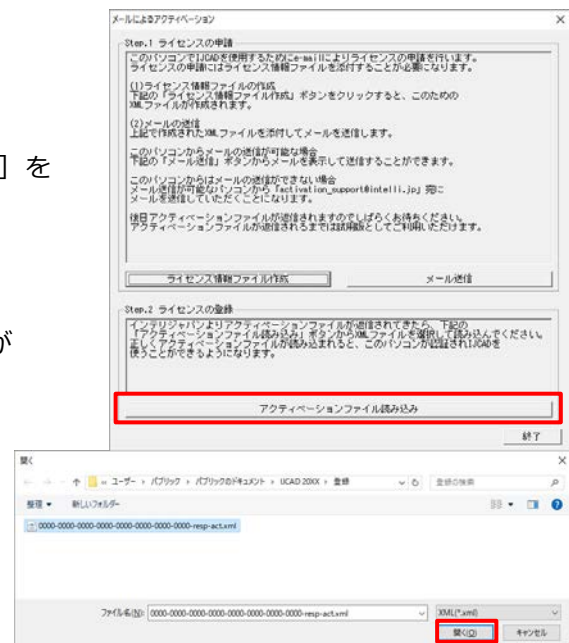 メールによるアクティベーション
Step.1 ライセンスの申請
このパソコンでIJCADを使用するためにe-mailによりライセンスの申請を行います。
ライセンスの申請にはライセンス情報ファイルを添付することが必要になります。
(1)ライセンス情報ファイルの作成
下記の「ライセンス情報ファイル作成」ボタンをクリックすると、このための
XMLファイルが作成されます。
］を
(2)メールの送信
上記で作成されたXMLファイルを添付してメールを送信します。
このパソコンからメールの送信が可能な場合
下記の「メール送信」ボタンからメールを表示して送信することができます。
このパソコンからはメールの送信ができない場合
メール送信が可能なパソコンから「activation_support@intelli.jp」宛に
メールを送信していただくことになります。
後日アクティベーションファイルが返信されますのでしばらくお待ちください。
アクティベーションファイルが返信されるまでは試用版としてご利用いただけます。
ライセンス情報ファイル作成
メール送信
Step.2 ライセンスの登録
インテリジャパンよりアクティベーションファイルが返信されてきたら、下記の
「アクティベーションファイル読み込み」ボタンからXMLファイルを選択して読み込んでください。
が
正しくアクティベーションファイルが読み込まれると、このパソコンが認証されIJCADを
使うことができるようになります。
アクティベーションファイル読み込み
終了
開く
« ユーザー › パブリック › パブリックのドキュメント › IJCAD 20XX › 登録
登録の検索
整理 新しいフォルダー
0000-0000-0000-0000-0000-0000-0000-0000-resp-act.xml
ファイル名(N): 0000-0000-0000-0000-0000-0000-0000-0000-resp-act.xml
XML(*.xml)
開く(O) キャンセル